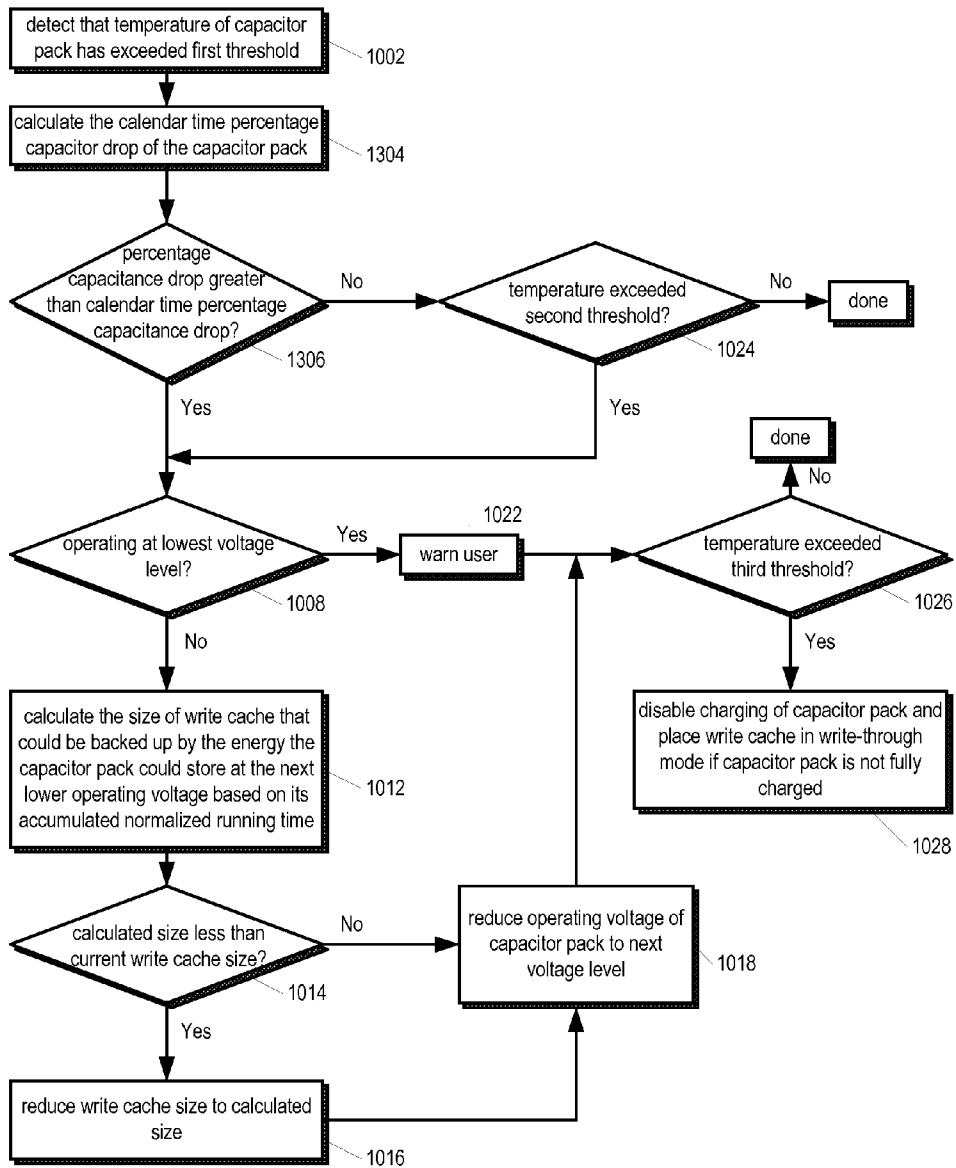 detect that temperature of capacitor
pack has exceeded first threshold
1002
calculate the calendar time percentage
capacitor drop of the capacitor pack
1304
percentage
capacitance drop greater
than calendar time percentage
capacitance drop?
1306
No
temperature exceeded
second threshold?
1024
No
done
Yes
Yes
done
No
operating at lowest voltage
level?
1008
Yes
1022
warn user
temperature exceeded
third threshold?
1026
No
Yes
calculate the size of write cache that
could be backed up by the energy the
capacitor pack could store at the next
lower operating voltage based on its
accumulated normalized running time
1012
disable charging of capacitor pack and
place write cache in write-through
mode if capacitor pack is not fully
charged
1028
calculated size less than
current write cache size?
1014
No
reduce operating voltage of
capacitor pack to next
voltage level
1018
Yes
reduce write cache size to calculated
size
1016